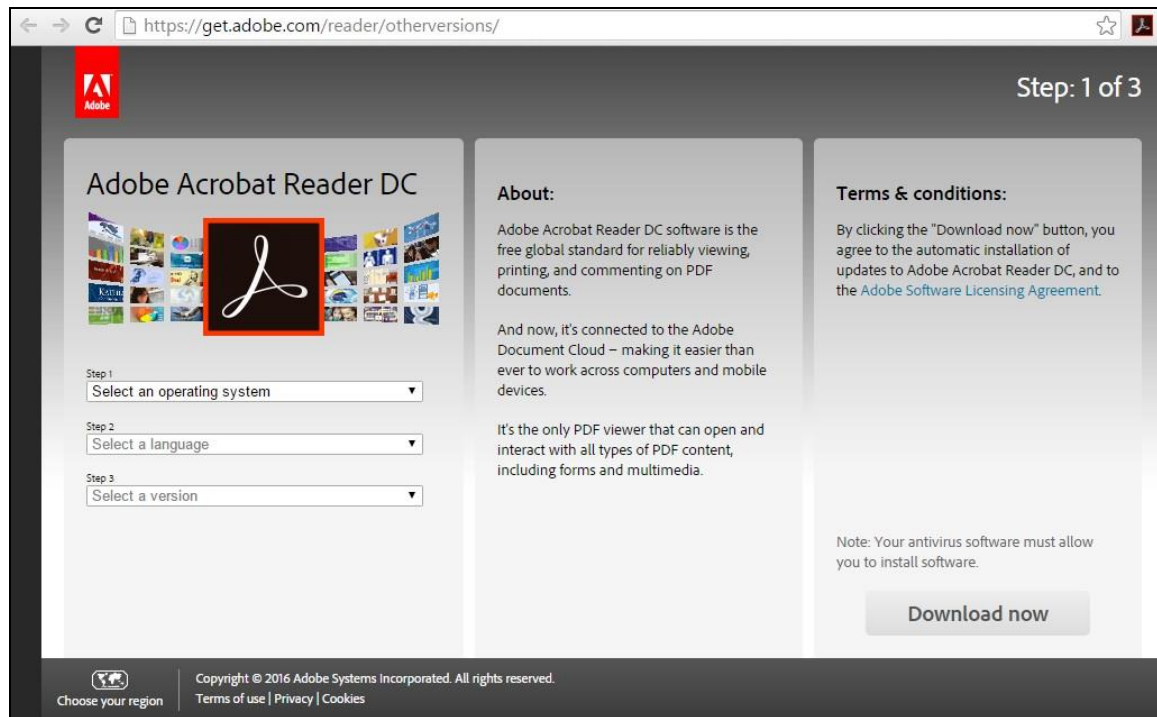 https://get.adobe.com/reader/otherversions/
Adobe
Step: 1 of 3
Adobe Acrobat Reader DC
Step 1
Select an operating system
Step 2
Select a language
Step 3
Select a version
About:
Adobe Acrobat Reader DC software is the
free global standard for reliably viewing,
printing, and commenting on PDF
documents.
And now, it's connected to the Adobe
Document Cloud – making it easier than
ever to work across computers and mobile
devices.
It's the only PDF viewer that can open and
interact with all types of PDF content,
including forms and multimedia.
Terms & conditions:
By clicking the "Download now" button, you
agree to the automatic installation of
updates to Adobe Acrobat Reader DC, and to
the Adobe Software Licensing Agreement.
Note: Your antivirus software must allow
you to install software.
Download now
Choose your region
Copyright © 2016 Adobe Systems Incorporated. All rights reserved.
Terms of use | Privacy | Cookies